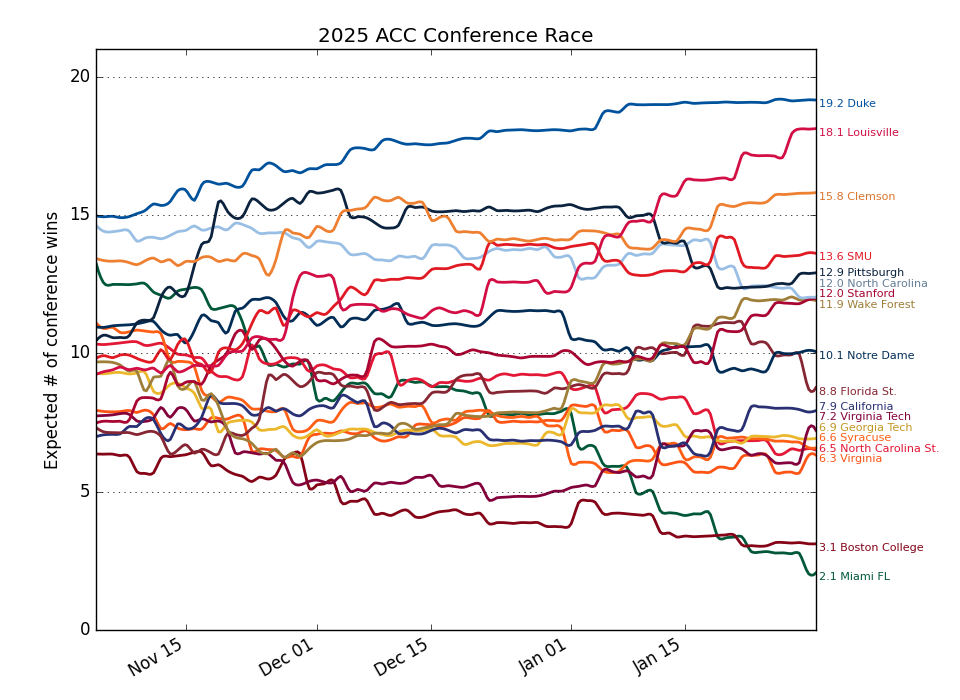 2025 ACC Conference Race
Expected # of conference wins
20
15
10
5
0
Nov 15
Dec 01
Dec 15
Jan 01
Jan 15
19.2 Duke
18.1 Louisville
15.8 Clemson
13.6 SMU
12.9 Pittsburgh
12.0 North Carolina
12.0 Stanford
11.9 Wake Forest
10.1 Notre Dame
8.8 Florida St.
7.9 California
7.2 Virginia Tech
6.9 Georgia Tech
6.6 Syracuse
6.5 North Carolina St.
6.3 Virginia
3.1 Boston College
2.1 Miami FL